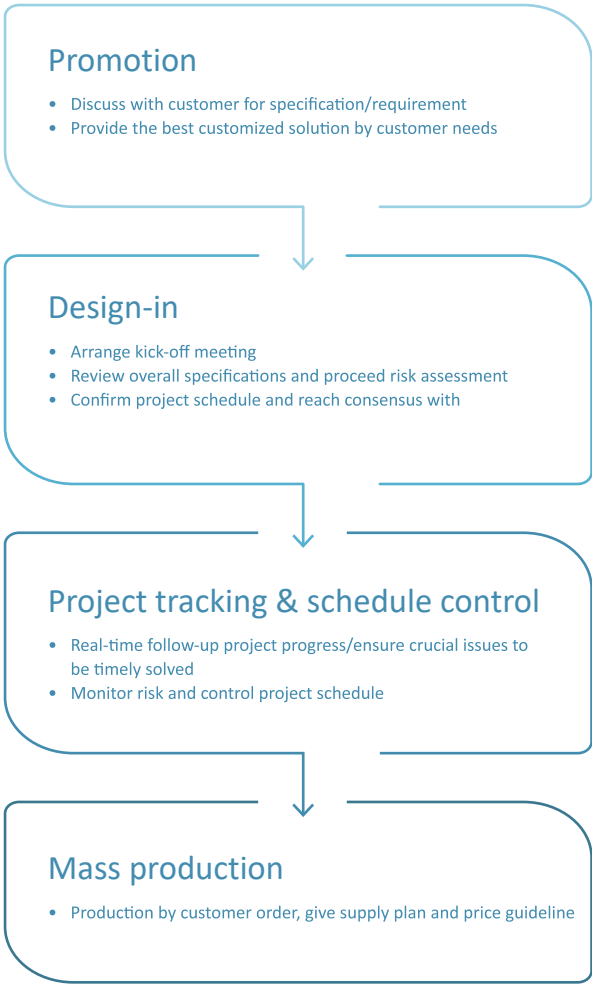 Promotion
• Discuss with customer for specification/requirement
• Provide the best customized solution by customer needs
Design-in
• Arrange kick-off meeting
• Review overall specifications and proceed risk assessment
• Confirm project schedule and reach consensus with
Project tracking & schedule control
• Real-time follow-up project progress/ensure crucial issues to
be timely solved
• Monitor risk and control project schedule
Mass production
• Production by customer order, give supply plan and price guideline